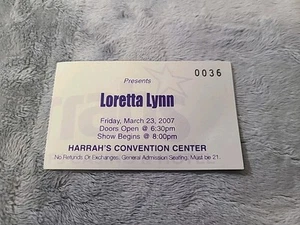 0036
Presents
Loretta Lynn
Friday, March 23, 2007
Doors Open @ 6:30pm
Show Begins @ 8:00pm
HARRAH'S CONVENTION CENTER
No Refunds Or Exchanges. General Admission Seating. Must be 21.